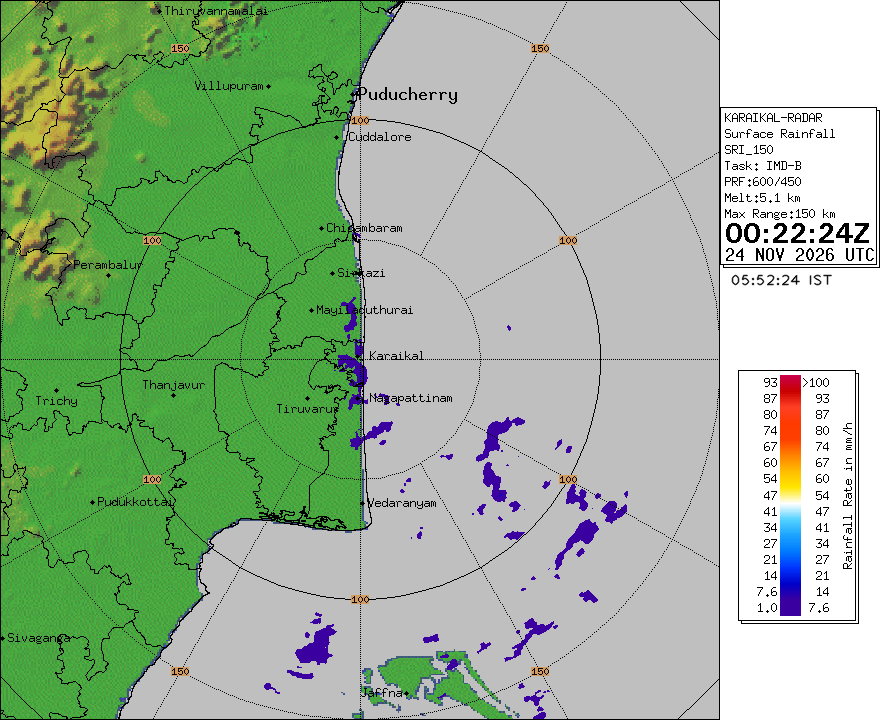 Thiruvannamalai
150
150
Villupuram
Puducherry
100
Cuddalore
Chidambaram
100
100
Perambalur
Sirkazi
Mayiladuthurai
Karaikal
Thanjavur
Trichy
Tiruvarur
Nagapattinam
100
100
Pudukkottai
Vedaranyam
100
Sivaganga
150
150
Jaffna
KARAIKAL-RADAR
Surface Rainfall
SRI_150
Task: IMD-B
PRF:600/450
Melt:5.1 km
Max Range:150 km
00:22:24Z
24 NOV 2026 UTC
05:52:24 IST
93 >100
87 93
80 87
74 80
67 74
60 67
54 60
47 54
41 47
34 41
27 34
21 27
14 21
7.6 14
1.0 7.6
Rainfall Rate in mm/h